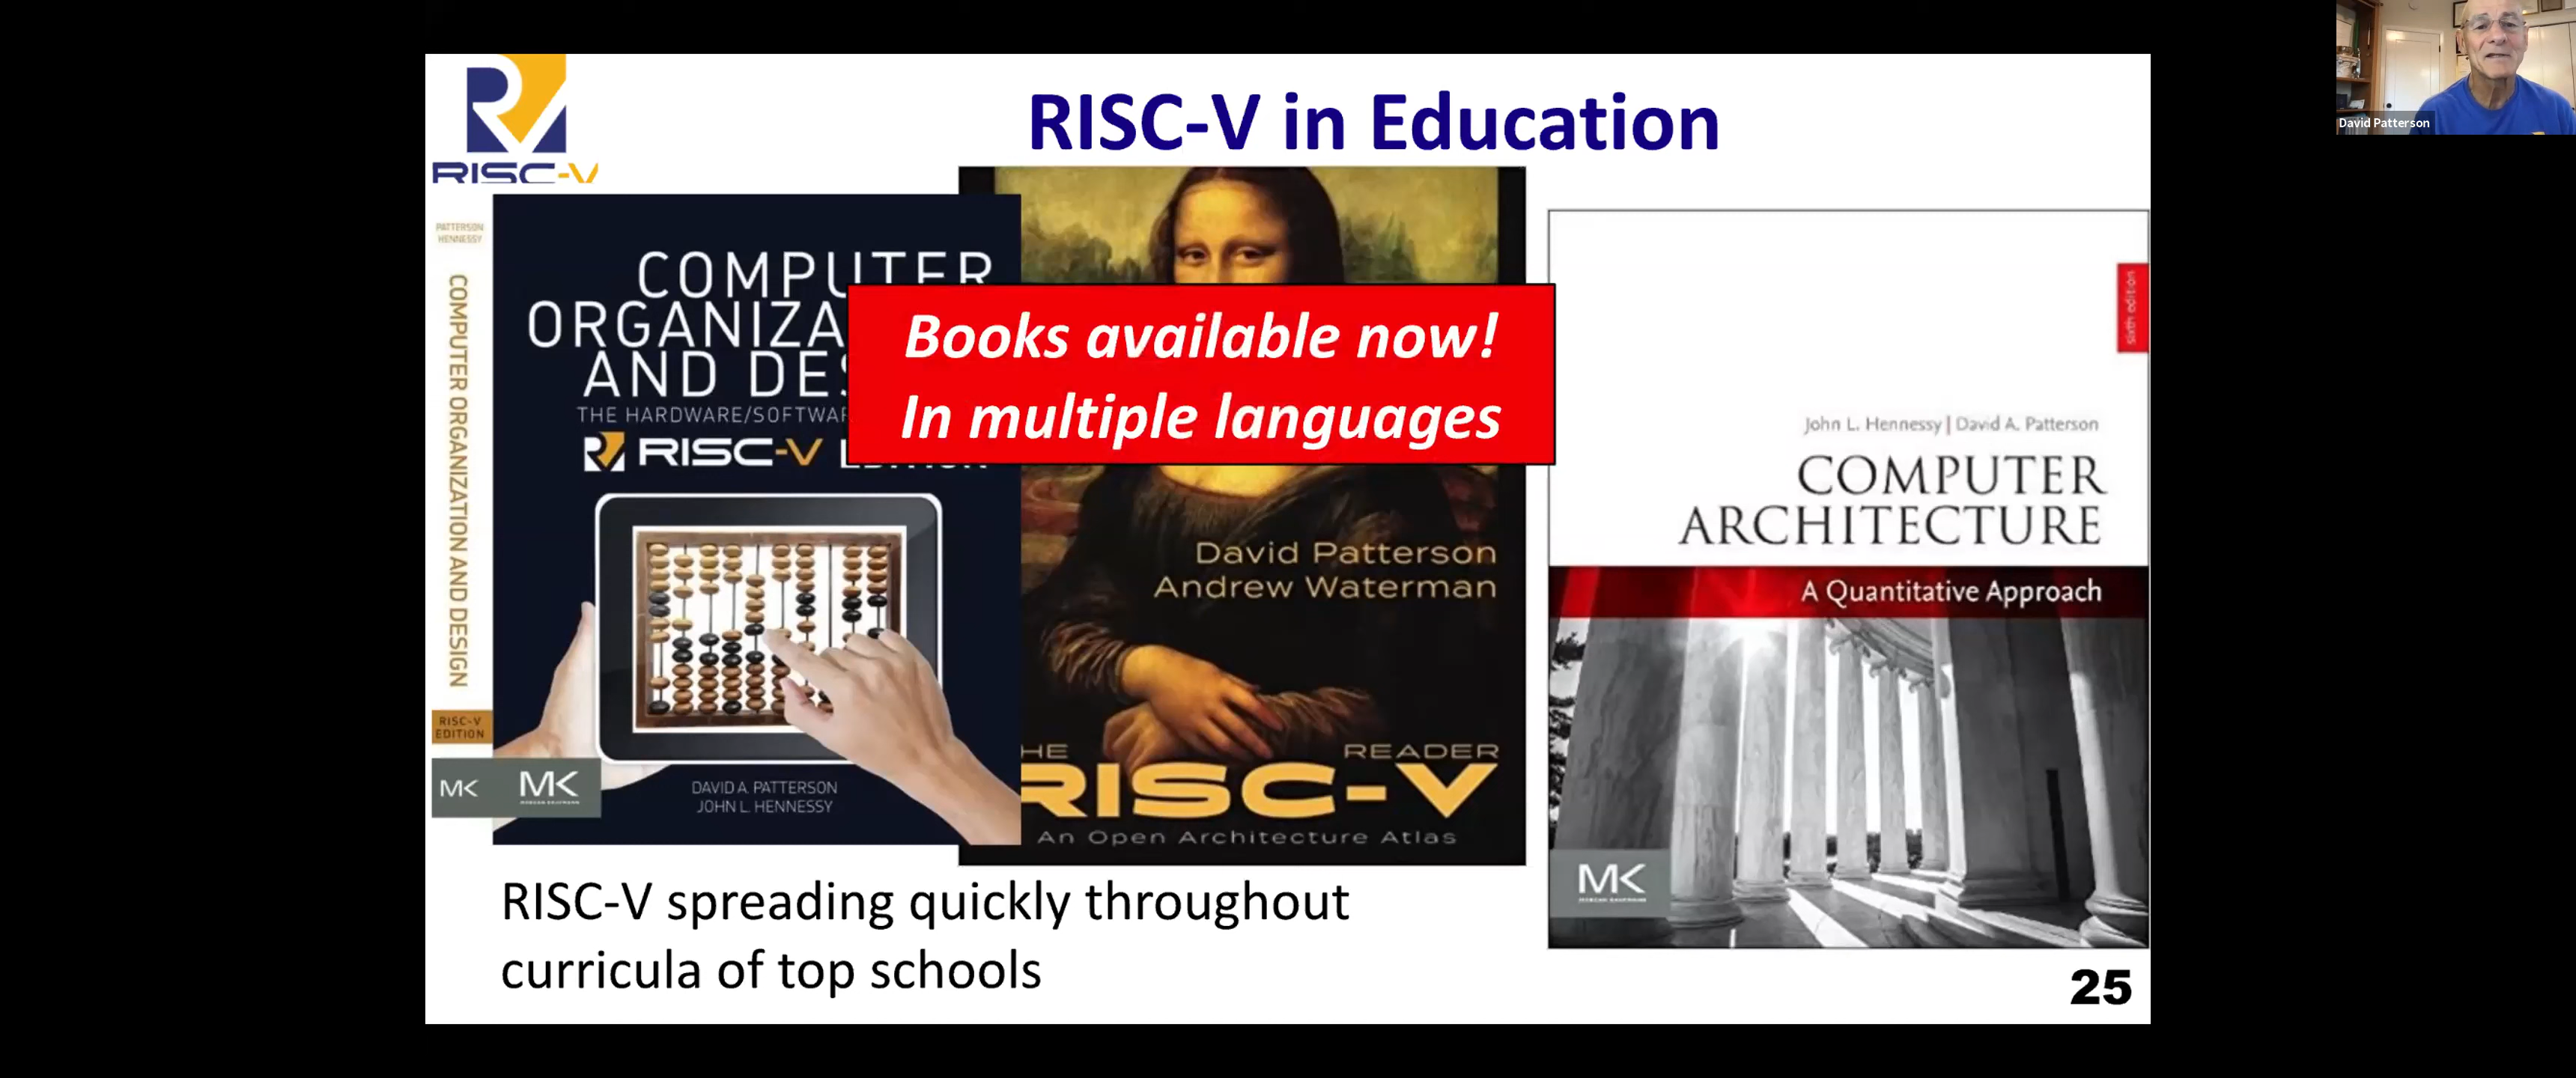 RISC-V in Education
RISC-V
David Patterson
PATTERSON
HENNESSY
COMPUTER ORGANIZATION AND DESIGN
RISC-V
EDITION
MK
COMPUTER
ORGANIZA
AND DES
THE HARDWARE/SOFTWAR
RISC-V EDITION
MK
MORGAN KAUFMANN
DAVID A. PATTERSON
JOHN L. HENNESSY
Books available now!
In multiple languages
David Patterson
Andrew Waterman
HE READER
RISC-V
An Open Architecture Atlas
sixth edition
John L. Hennessy | David A. Patterson
COMPUTER
ARCHITECTURE
A Quantitative Approach
MK
MORGAN KAUFMANN
RISC-V spreading quickly throughout
curricula of top schools
25